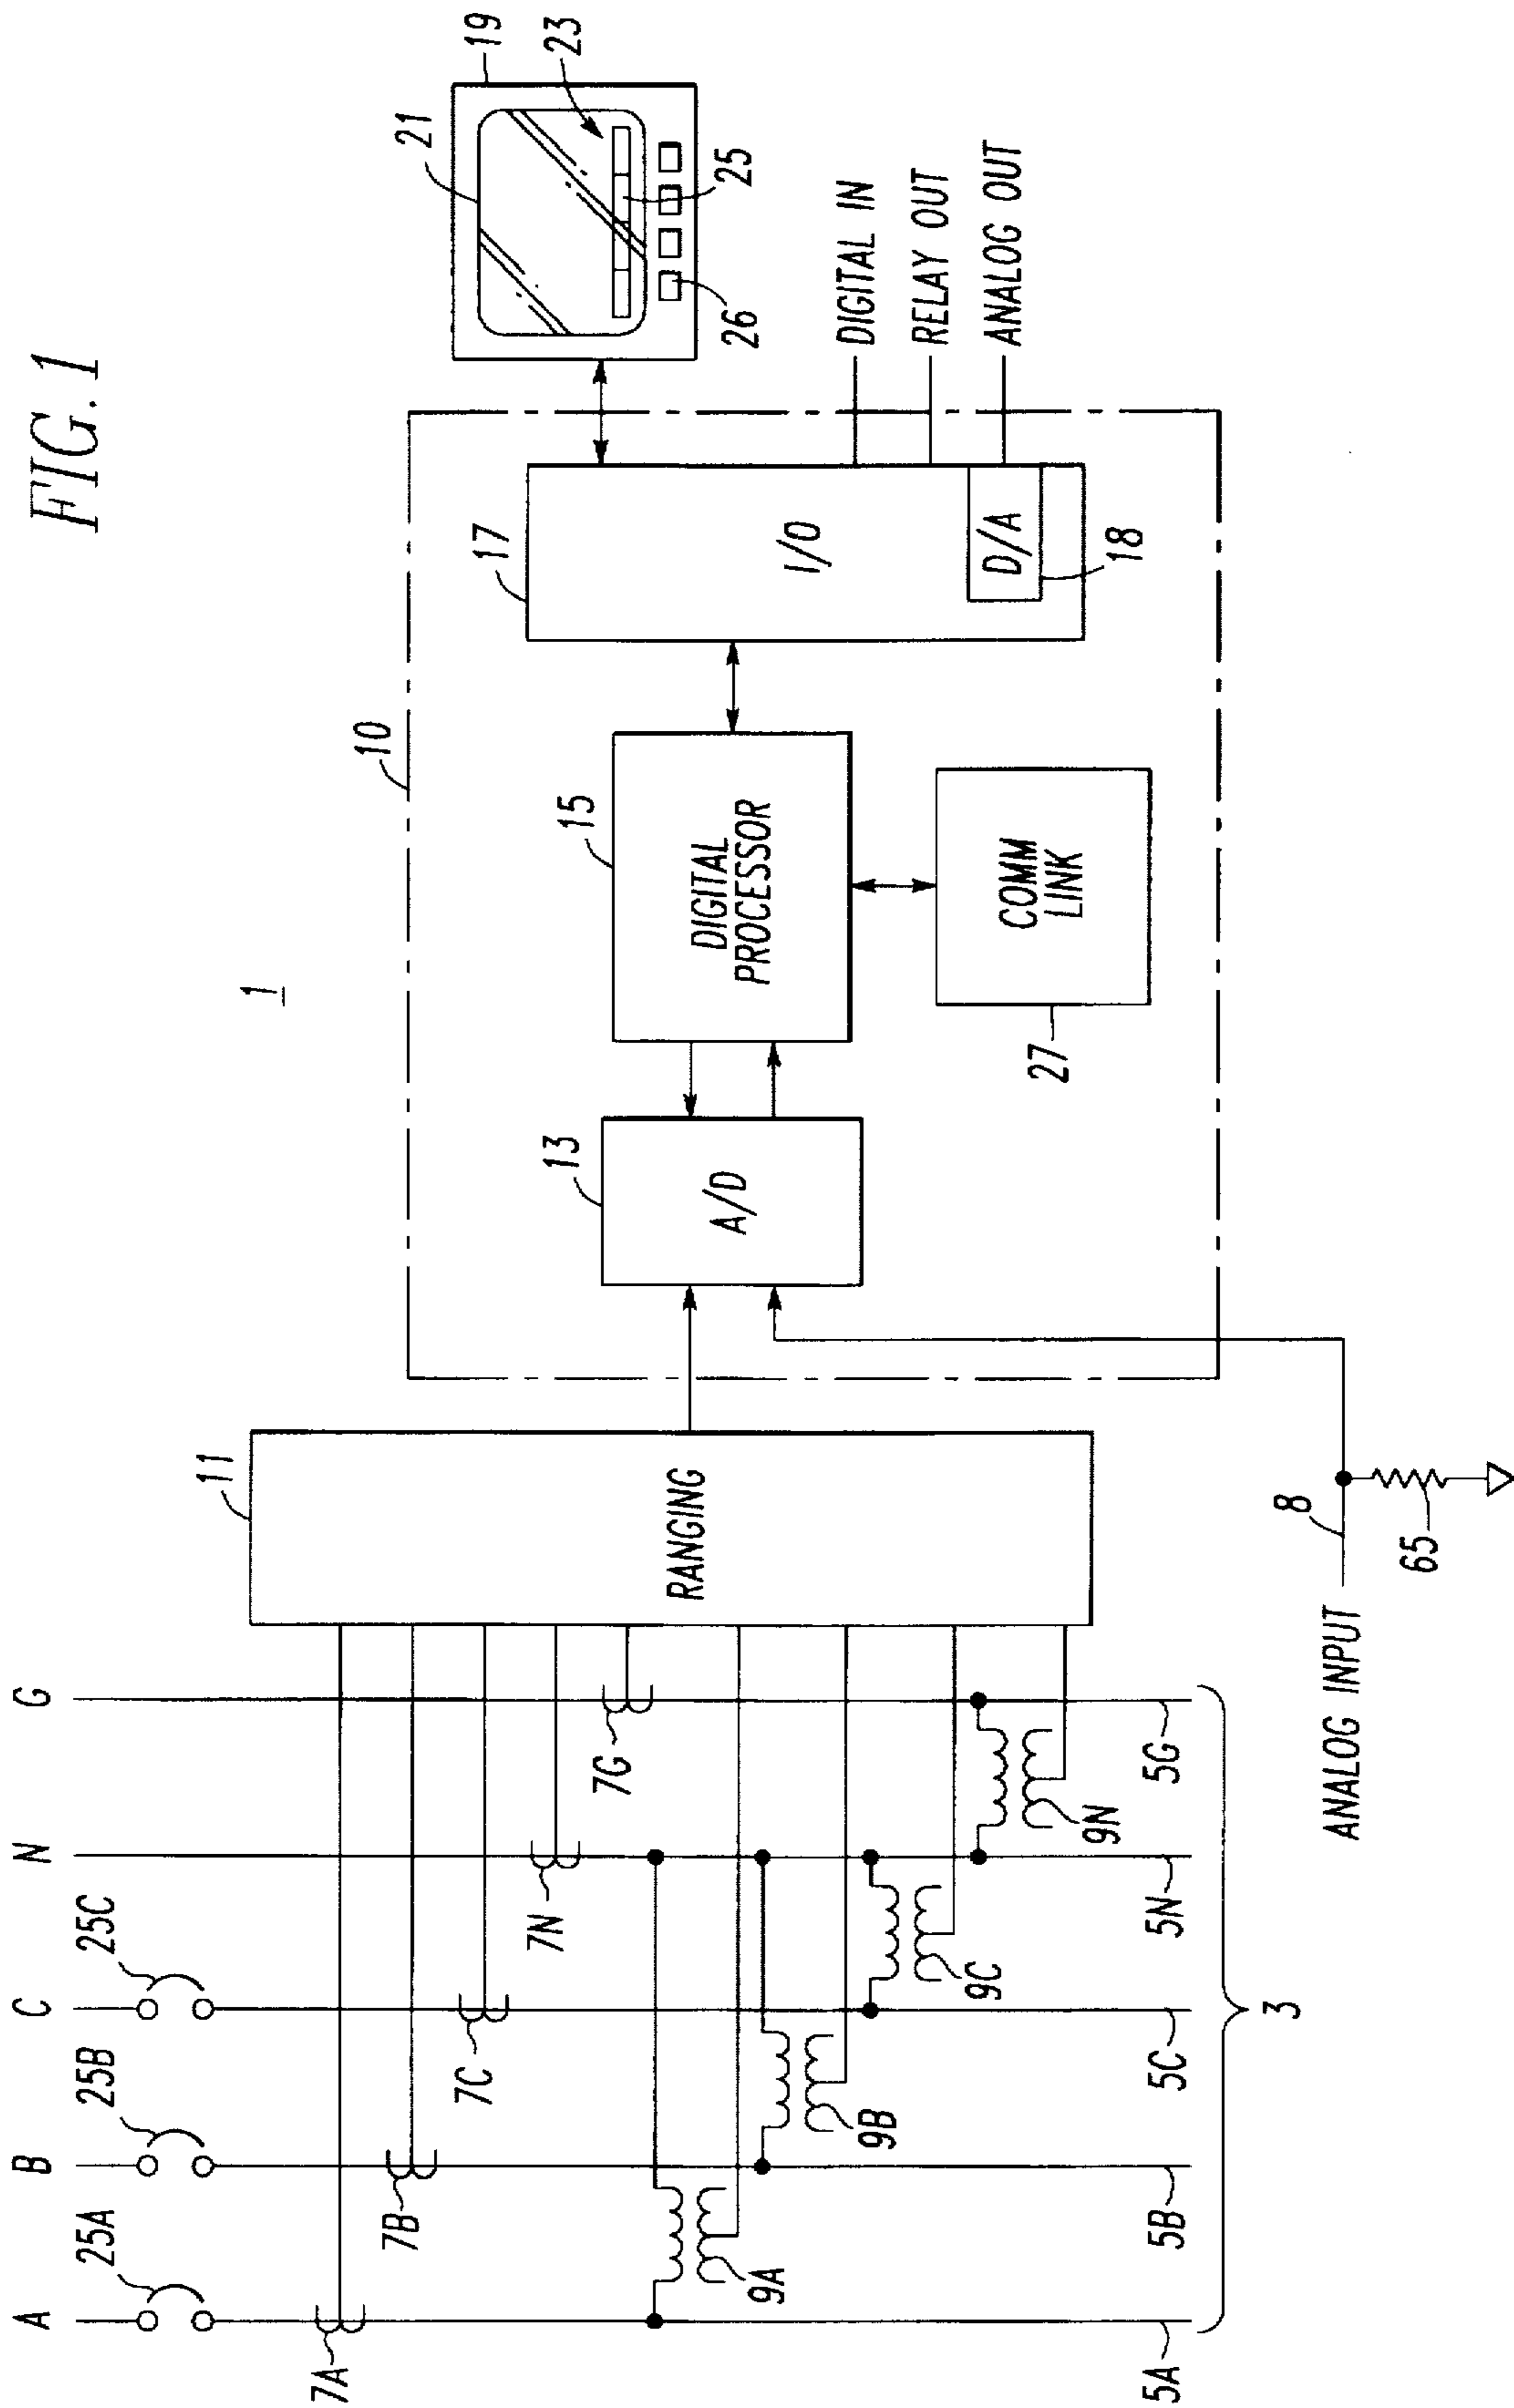 FIG. 1
1
A
B
C
N
G
25A
25B
25C
7A
7B
7C
7N
7G
9A
9B
9C
9N
5A
5B
5C
5N
5G
3
11
RANGING
ANALOG INPUT
8
65
10
13
A/D
15
DIGITAL
PROCESSOR
27
COMM
LINK
17
I/O
D/A
18
19
21
23
25
26
DIGITAL IN
RELAY OUT
ANALOG OUT